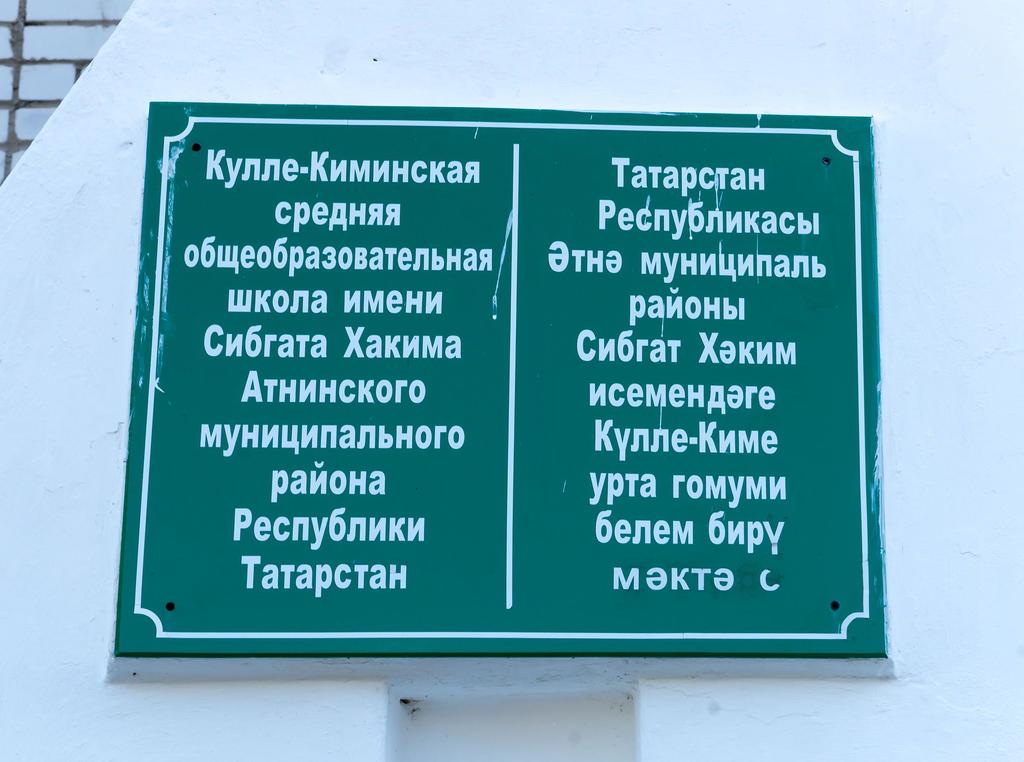 Кулле-Киминская
средняя
общеобразовательная
школа имени
Сибгата Хакима
Атнинского
муниципального
района
Республики
Татарстан
Татарстан
Республикасы
Әтнә муниципаль
районы
Сибгат Хәким
исемендәге
Күлле-Киме
урта гомуми
белем бирү